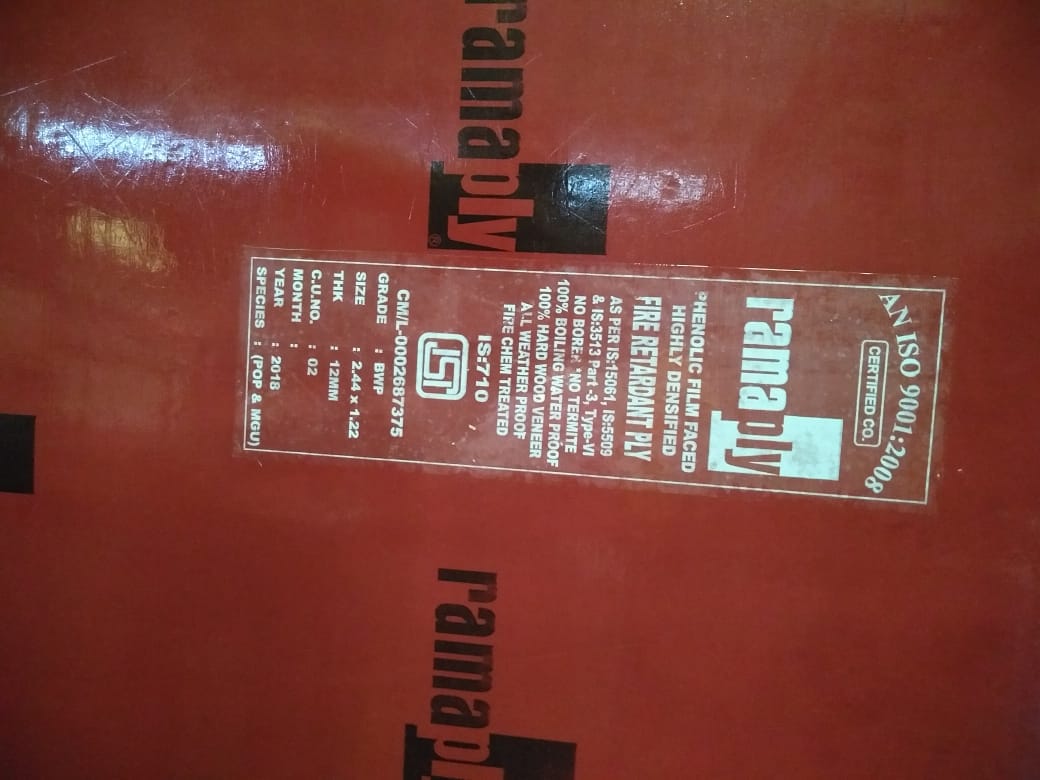 ramaply
ramaply®
AN ISO 9001:2008
CERTIFIED CO.
ramaply
PHENOLIC FILM FACED
HIGHLY DENSIFIED
FIRE RETARDANT PLY
AS PER IS:15061, IS:5509
& IS:3513 Part -3, Type-VI
NO BORER *NO TERMITE
100% BOILING WATER PROOF
100% HARD WOOD VENEER
ALL WEATHER PROOF
FIRE CHEM TREATED
IS:710
ISI
CM/L-0002687375
GRADE : BWP
SIZE : 2.44 x 1.22
THK : 12MM
C.U.NO. : 02
MONTH :
YEAR : 2018
SPECIES : (POP & MGU)